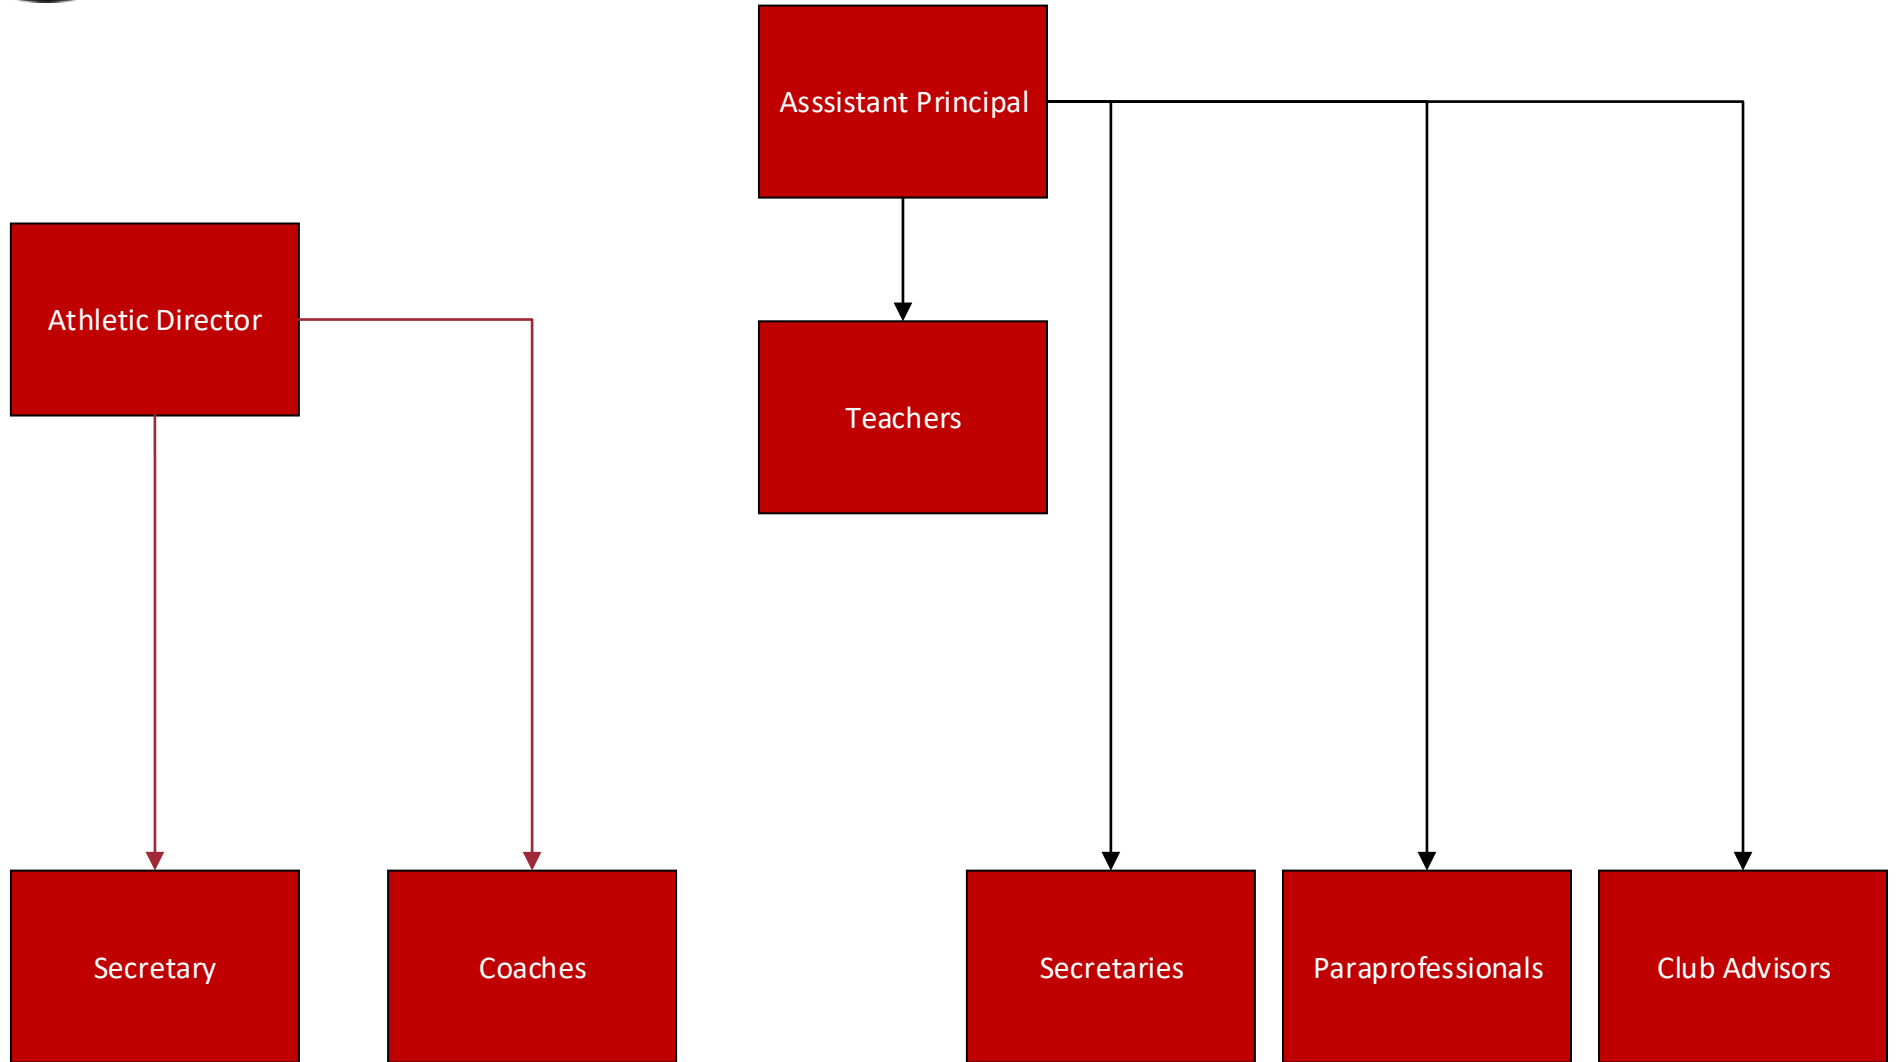 Asssistant Principal
Athletic Director
Teachers
Secretary
Coaches
Secretaries
Paraprofessionals
Club Advisors